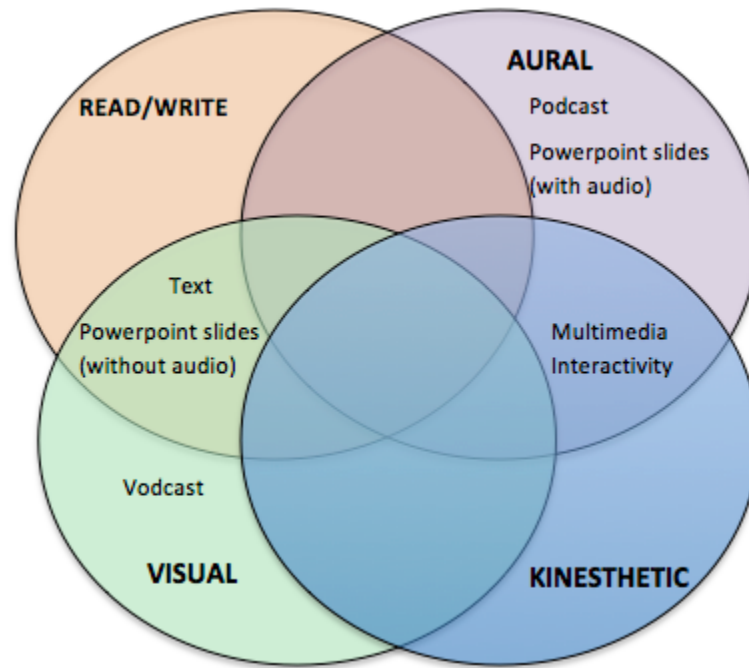 READ/WRITE
AURAL
Podcast
Powerpoint slides
(with audio)
Text
Powerpoint slides
(without audio)
Multimedia
Interactivity
Vodcast
VISUAL
KINESTHETIC